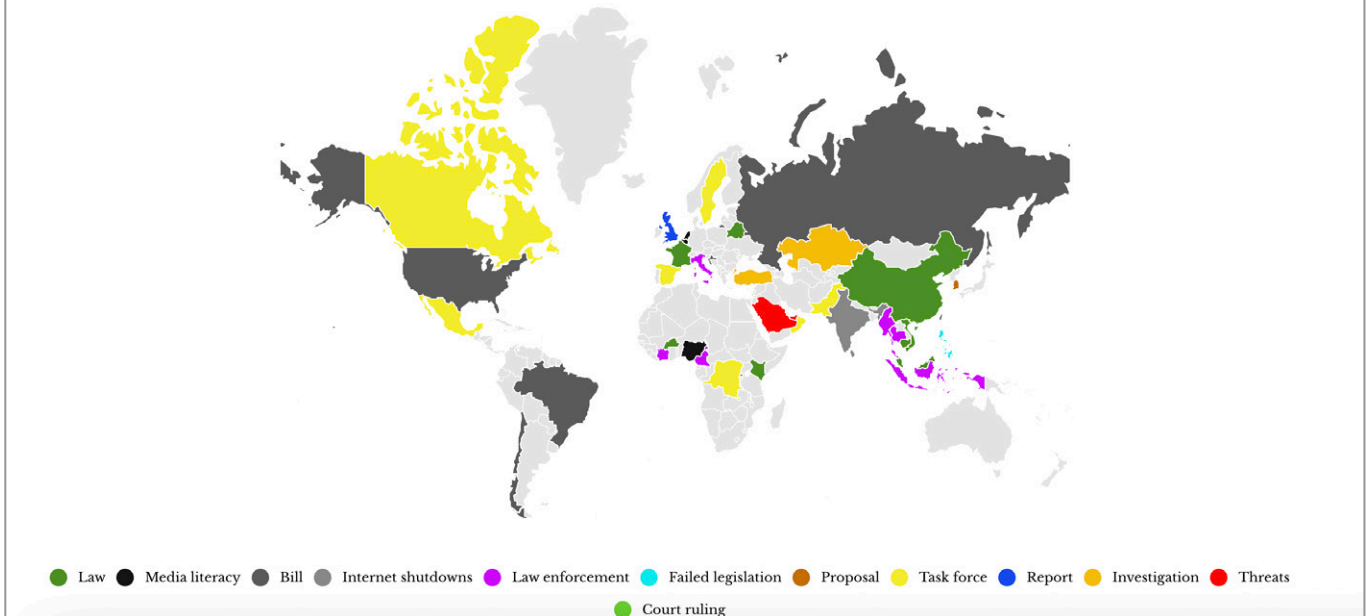 Law Media literacy Bill Internet shutdowns Law enforcement Failed legislation Proposal Task force Report Investigation Threats
Court ruling